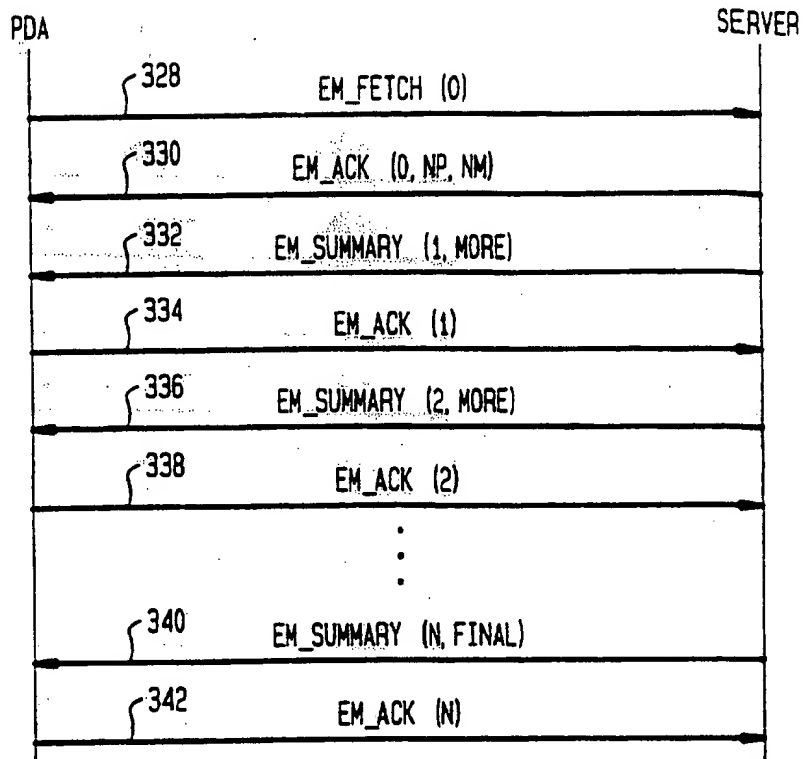 PDA SERVER
328 EM_FETCH (0)
330 EM_ACK (0, NP, NM)
332 EM_SUMMARY (1, MORE)
334 EM_ACK (1)
336 EM_SUMMARY (2, MORE)
338 EM_ACK (2)
340 EM_SUMMARY (N, FINAL)
342 EM_ACK (N)